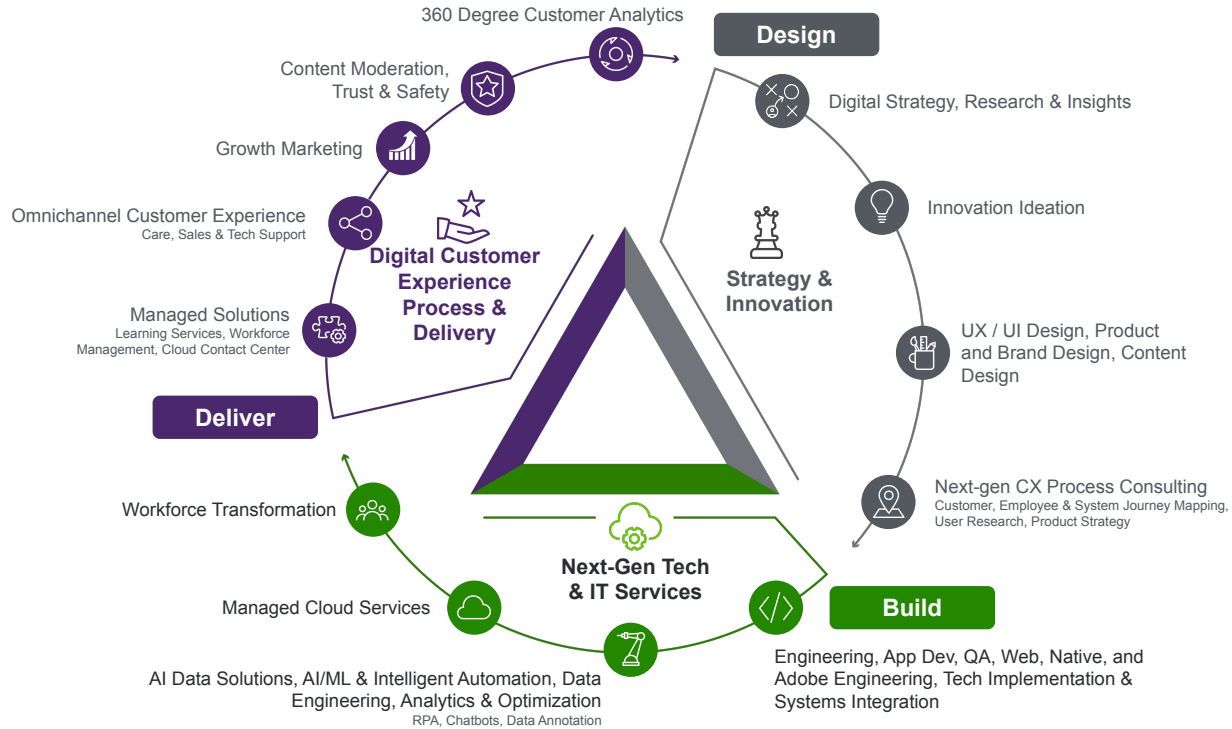 360 Degree Customer Analytics
Design
Content Moderation,
Trust & Safety
Digital Strategy, Research & Insights
Growth Marketing
Omnichannel Customer Experience
Care, Sales & Tech Support
Innovation Ideation
Digital Customer
Experience
Process &
Delivery
Strategy &
Innovation
Managed Solutions
Learning Services, Workforce
Management, Cloud Contact Center
UX / UI Design, Product
and Brand Design, Content
Design
Deliver
Next-gen CX Process Consulting
Customer, Employee & System Journey Mapping,
User Research, Product Strategy
Workforce Transformation
Next-Gen Tech
& IT Services
Managed Cloud Services
Build
Engineering, App Dev, QA, Web, Native, and
Adobe Engineering, Tech Implementation &
Systems Integration
AI Data Solutions, AI/ML & Intelligent Automation, Data
Engineering, Analytics & Optimization
RPA, Chatbots, Data Annotation